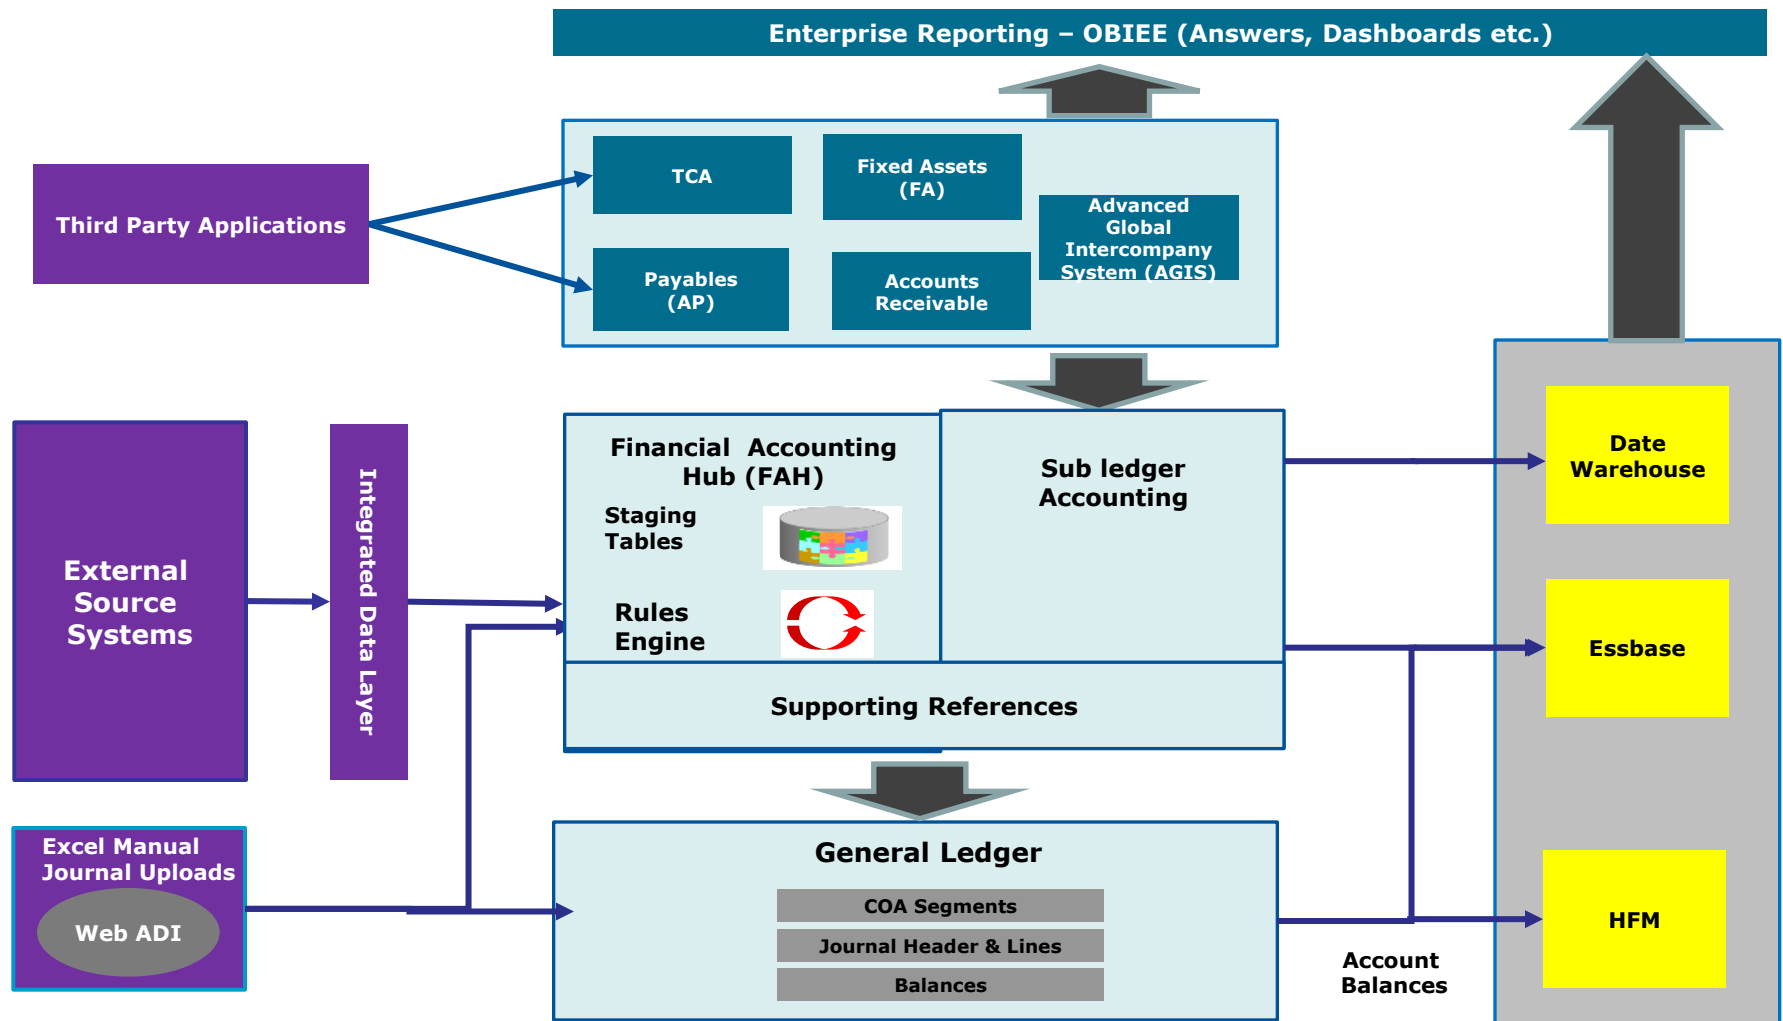 Enterprise Reporting – OBIEE (Answers, Dashboards etc.)
Third Party Applications
TCA
Fixed Assets
(FA)
Advanced
Global
Intercompany
System (AGIS)
Payables
(AP)
Accounts
Receivable
External
Source
Systems
Integrated Data Layer
Financial Accounting
Hub (FAH)
Staging
Tables
Rules
Engine
Sub ledger
Accounting
Supporting References
Date
Warehouse
Essbase
HFM
Excel Manual
Journal Uploads
Web ADI
General Ledger
COA Segments
Journal Header & Lines
Balances
Account
Balances